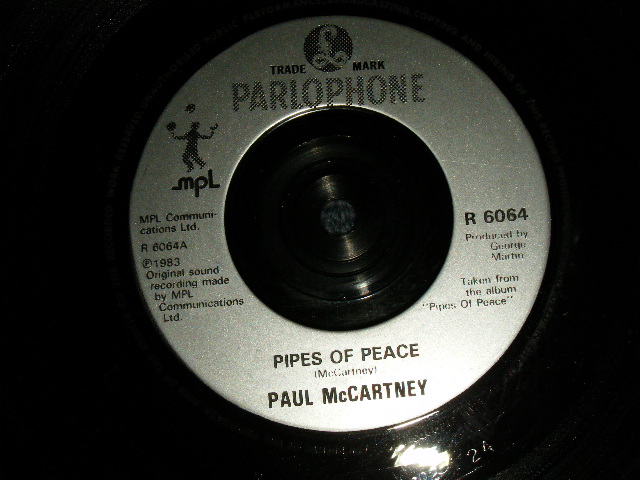 TRADE MARK
PARLOPHONE
mpL
MPL Communi-
cations Ltd.
R 6064A
℗1983
Original sound
recording made
by MPL
Communications
Ltd.
R 6064
Produced by
George
Martin
Taken from
the album
"Pipes Of Peace"
PIPES OF PEACE
(McCartney)
PAUL McCARTNEY